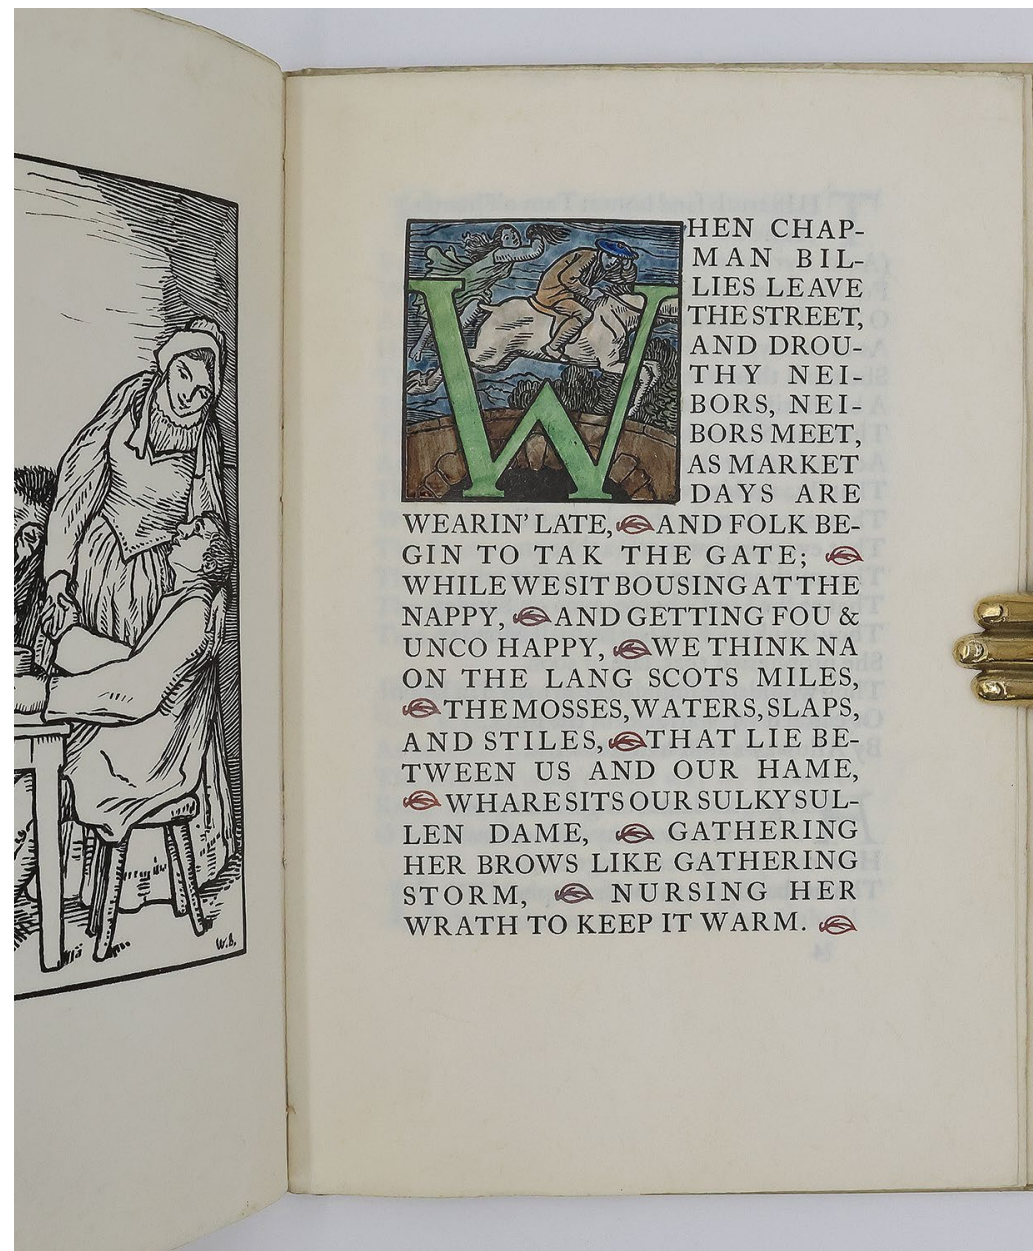 WHEN CHAP-
MAN BIL-
LIES LEAVE
THE STREET,
AND DROU-
THY NEI-
BORS, NEI-
BORS MEET,
AS MARKET
DAYS ARE
WEARIN' LATE, AND FOLK BE-
GIN TO TAK THE GATE;
WHILE WE SIT BOUSING AT THE
NAPPY, AND GETTING FOU &
UNCO HAPPY, WE THINK NA
ON THE LANG SCOTS MILES,
THE MOSSES, WATERS, SLAPS,
AND STILES, THAT LIE BE-
TWEEN US AND OUR HAME,
WHARE SITS OUR SULKY SUL-
LEN DAME, GATHERING
HER BROWS LIKE GATHERING
STORM, NURSING HER
WRATH TO KEEP IT WARM.
W.B.